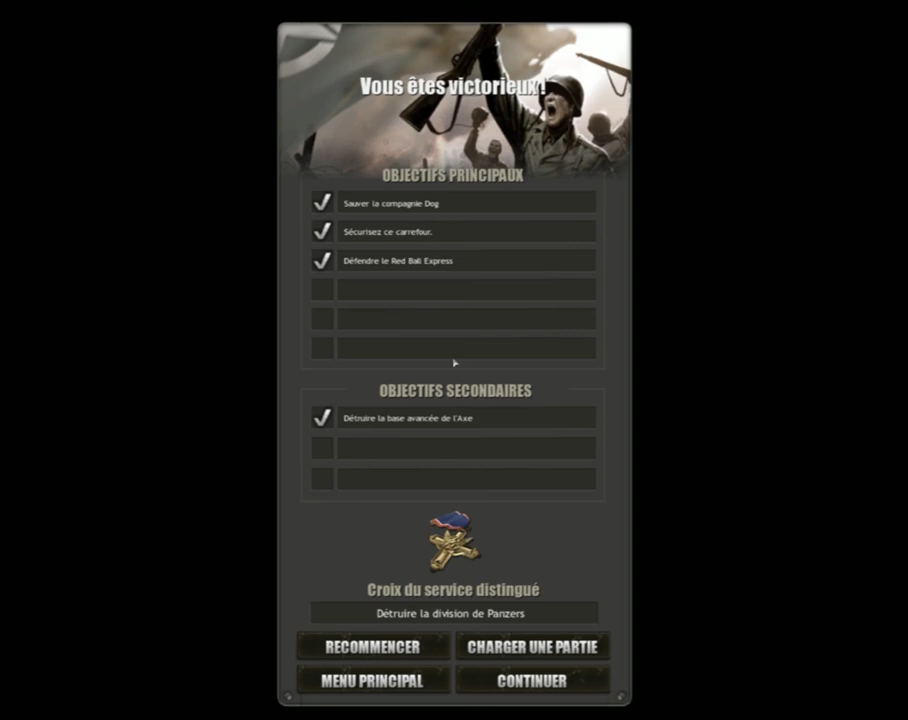 Vous êtes victorieux !
OBJECTIFS PRINCIPAUX
Sauver la compagnie Dog
Sécurisez ce carrefour.
Défendre le Red Ball Express
OBJECTIFS SECONDAIRES
Détruire la base avancée de l'Axe
Croix du service distingué
Détruire la division de Panzers
RECOMMENCER
CHARGER UNE PARTIE
MENU PRINCIPAL
CONTINUER